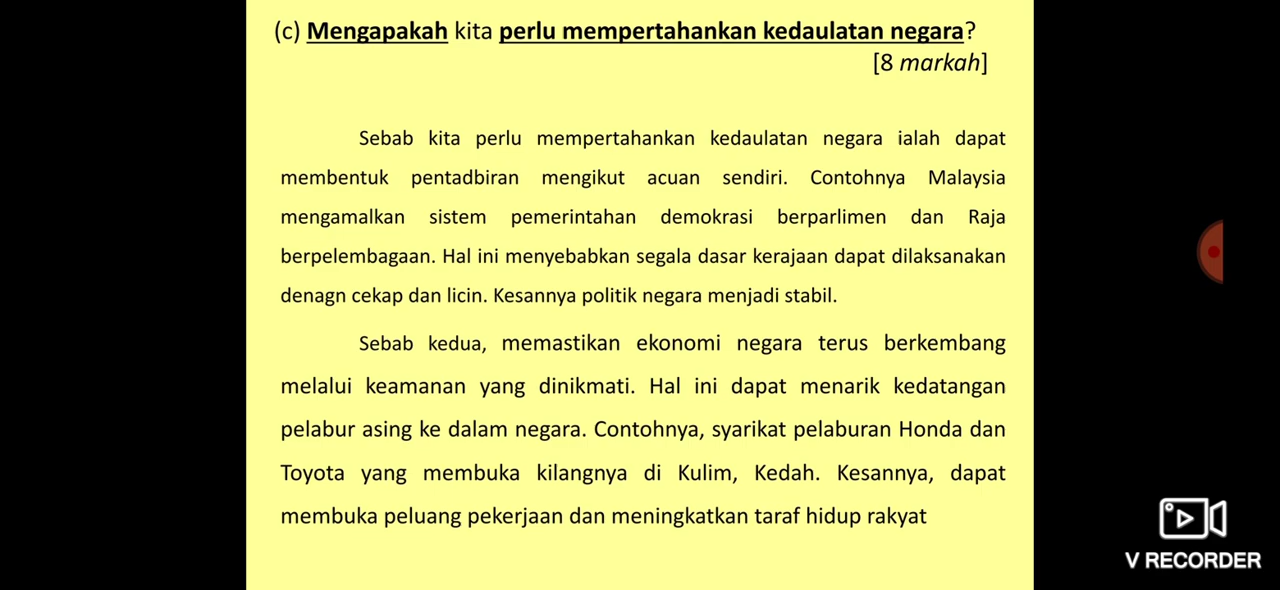 (c) Mengapakah kita perlu mempertahankan kedaulatan negara?
[8 markah]
Sebab kita perlu mempertahankan kedaulatan negara ialah dapat
membentuk pentadbiran mengikut acuan sendiri. Contohnya Malaysia
mengamalkan sistem pemerintahan demokrasi berparlimen dan Raja
berpelembagaan. Hal ini menyebabkan segala dasar kerajaan dapat dilaksanakan
denagn cekap dan licin. Kesannya politik negara menjadi stabil.
Sebab kedua, memastikan ekonomi negara terus berkembang
melalui keamanan yang dinikmati. Hal ini dapat menarik kedatangan
pelabur asing ke dalam negara. Contohnya, syarikat pelaburan Honda dan
Toyota yang membuka kilangnya di Kulim, Kedah. Kesannya, dapat
membuka peluang pekerjaan dan meningkatkan taraf hidup rakyat
V RECORDER